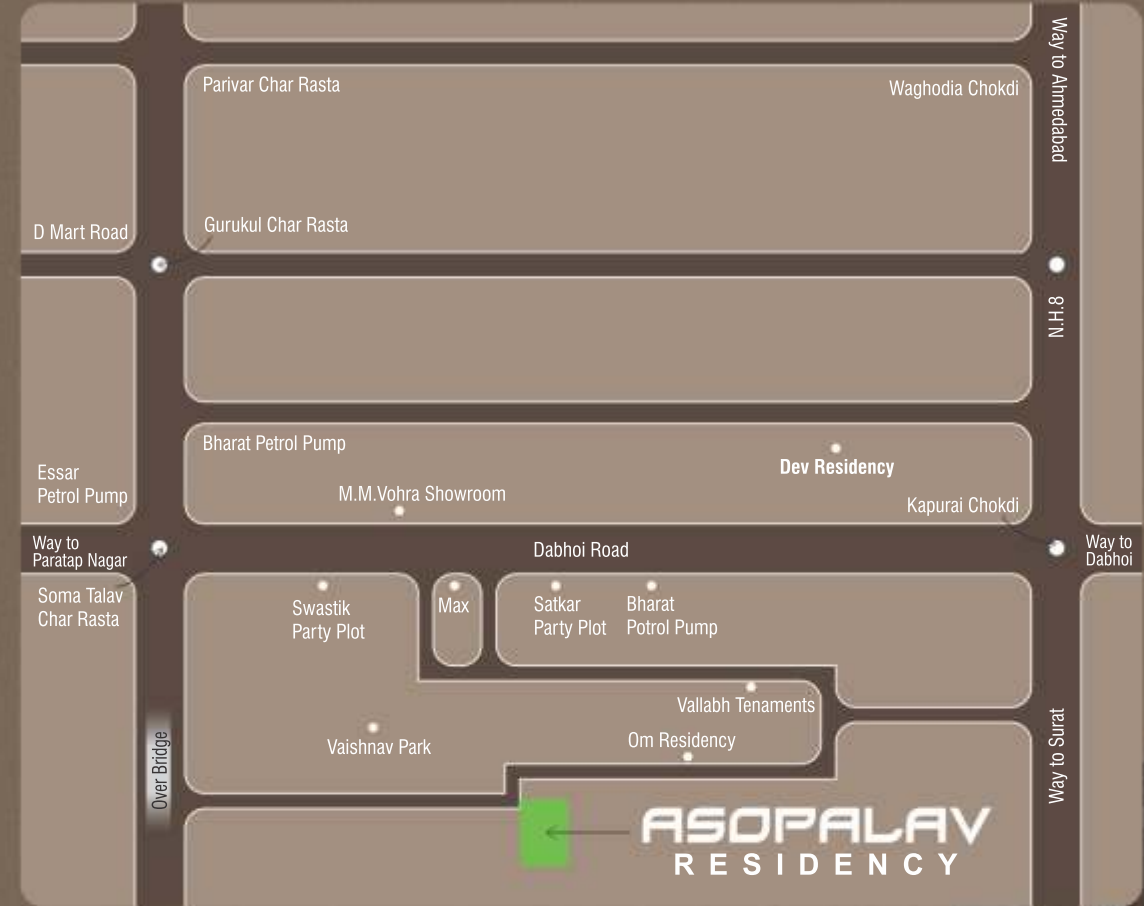 Way to Ahmedabad
Parivar Char Rasta
Waghodia Chokdi
D Mart Road
Gurukul Char Rasta
N.H.8
Bharat Petrol Pump
Dev Residency
Essar
Petrol Pump
M.M.Vohra Showroom
Kapurai Chokdi
Way to
Paratap Nagar
Dabhoi Road
Way to
Dabhoi
Soma Talav
Char Rasta
Swastik
Party Plot
Max
Satkar
Party Plot
Bharat
Potrol Pump
Vallabh Tenaments
Vaishnav Park
Om Residency
Over Bridge
Way to Surat
ASOPALAV
RESIDENCY